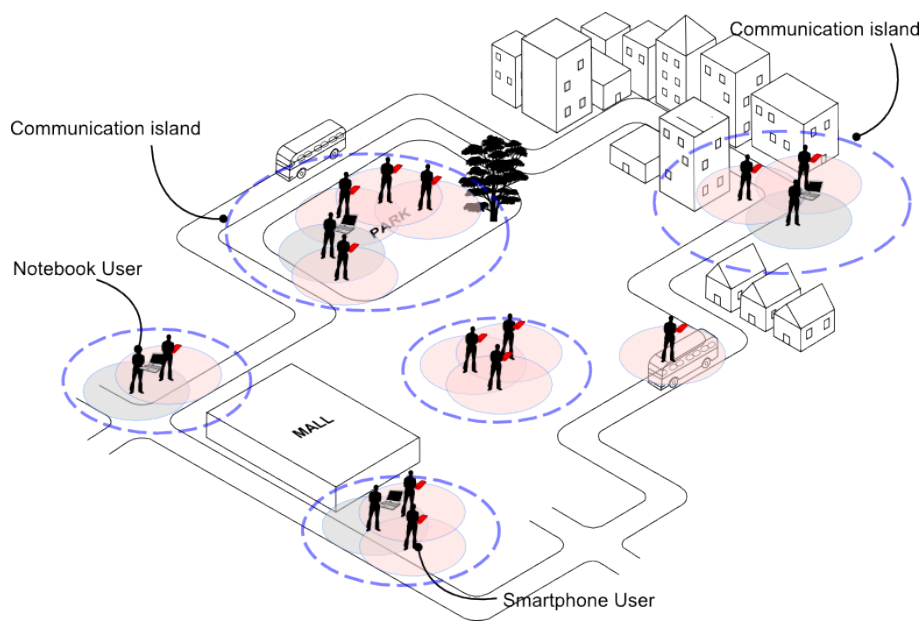 Communication island
Communication island
PARK
Notebook User
MALL
Smartphone User